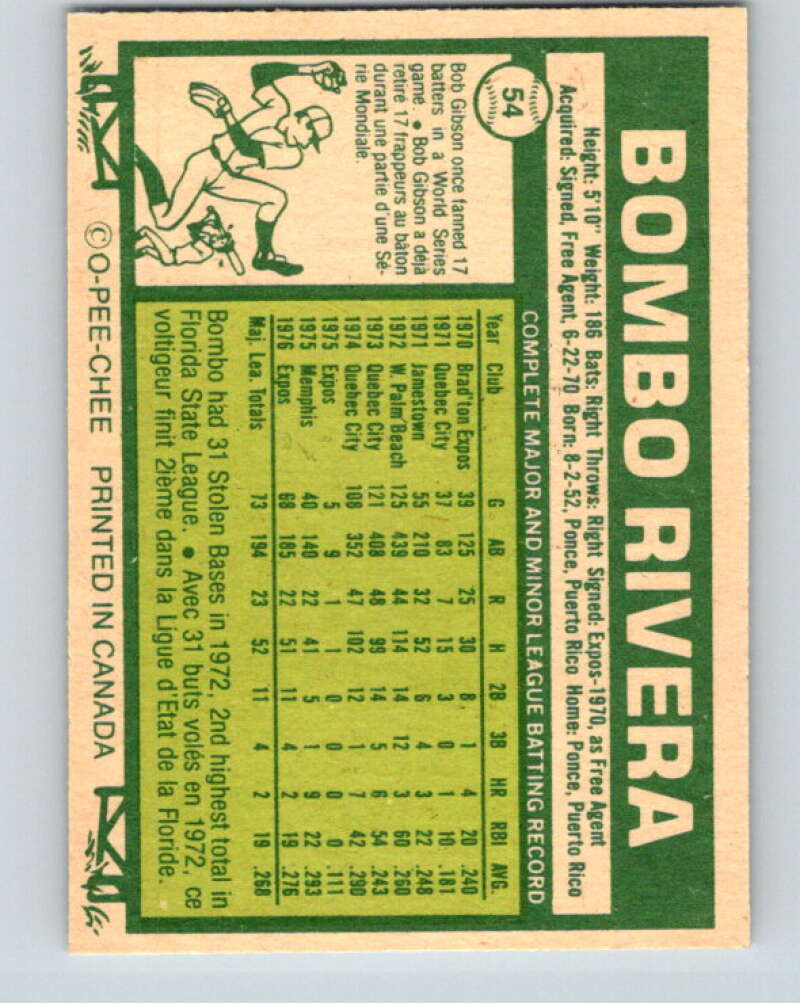 BOMBO RIVERA
Height: 5'10" Weight: 186 Bats: Right Throws: Right Signed: Expos-1970, as Free Agent
Acquired: Signed, Free Agent, 6-22-70 Born: 8-2-52, Ponce, Puerto Rico Home: Ponce, Puerto Rico
54
Bob Gibson once fanned 17
batters in a World Series
game. • Bob Gibson a déjà
retiré 17 frappeurs au bâton
durant une partie d'une Sé-
rie Mondiale.
COMPLETE MAJOR AND MINOR LEAGUE BATTING RECORD
Year Club G AB R H 2B 3B HR RBI AVG.
1970 Brad'ton Expos 39 125 25 30 8 1 4 20 .240
1971 Quebec City 37 83 7 15 3 0 1 10 .181
1971 Jamestown 55 210 32 52 6 4 3 22 .248
1972 W. Palm Beach 125 439 44 114 14 12 3 60 .260
1973 Quebec City 121 408 48 99 14 5 6 54 .243
1974 Quebec City 108 352 47 102 12 1 7 42 .290
1975 Expos 5 9 1 1 0 0 0 0 .111
1975 Memphis 40 140 22 41 5 1 9 22 .293
1976 Expos 68 185 22 51 11 4 2 19 .276
Maj. Lea. Totals 73 194 23 52 11 4 2 19 .268
Bombo had 31 Stolen Bases in 1972, 2nd highest total in
Florida State League. • Avec 31 buts volés en 1972, ce
voltigeur finit 2ième dans la Ligue d'Etat de la Floride.
©O-PEE-CHEE PRINTED IN CANADA